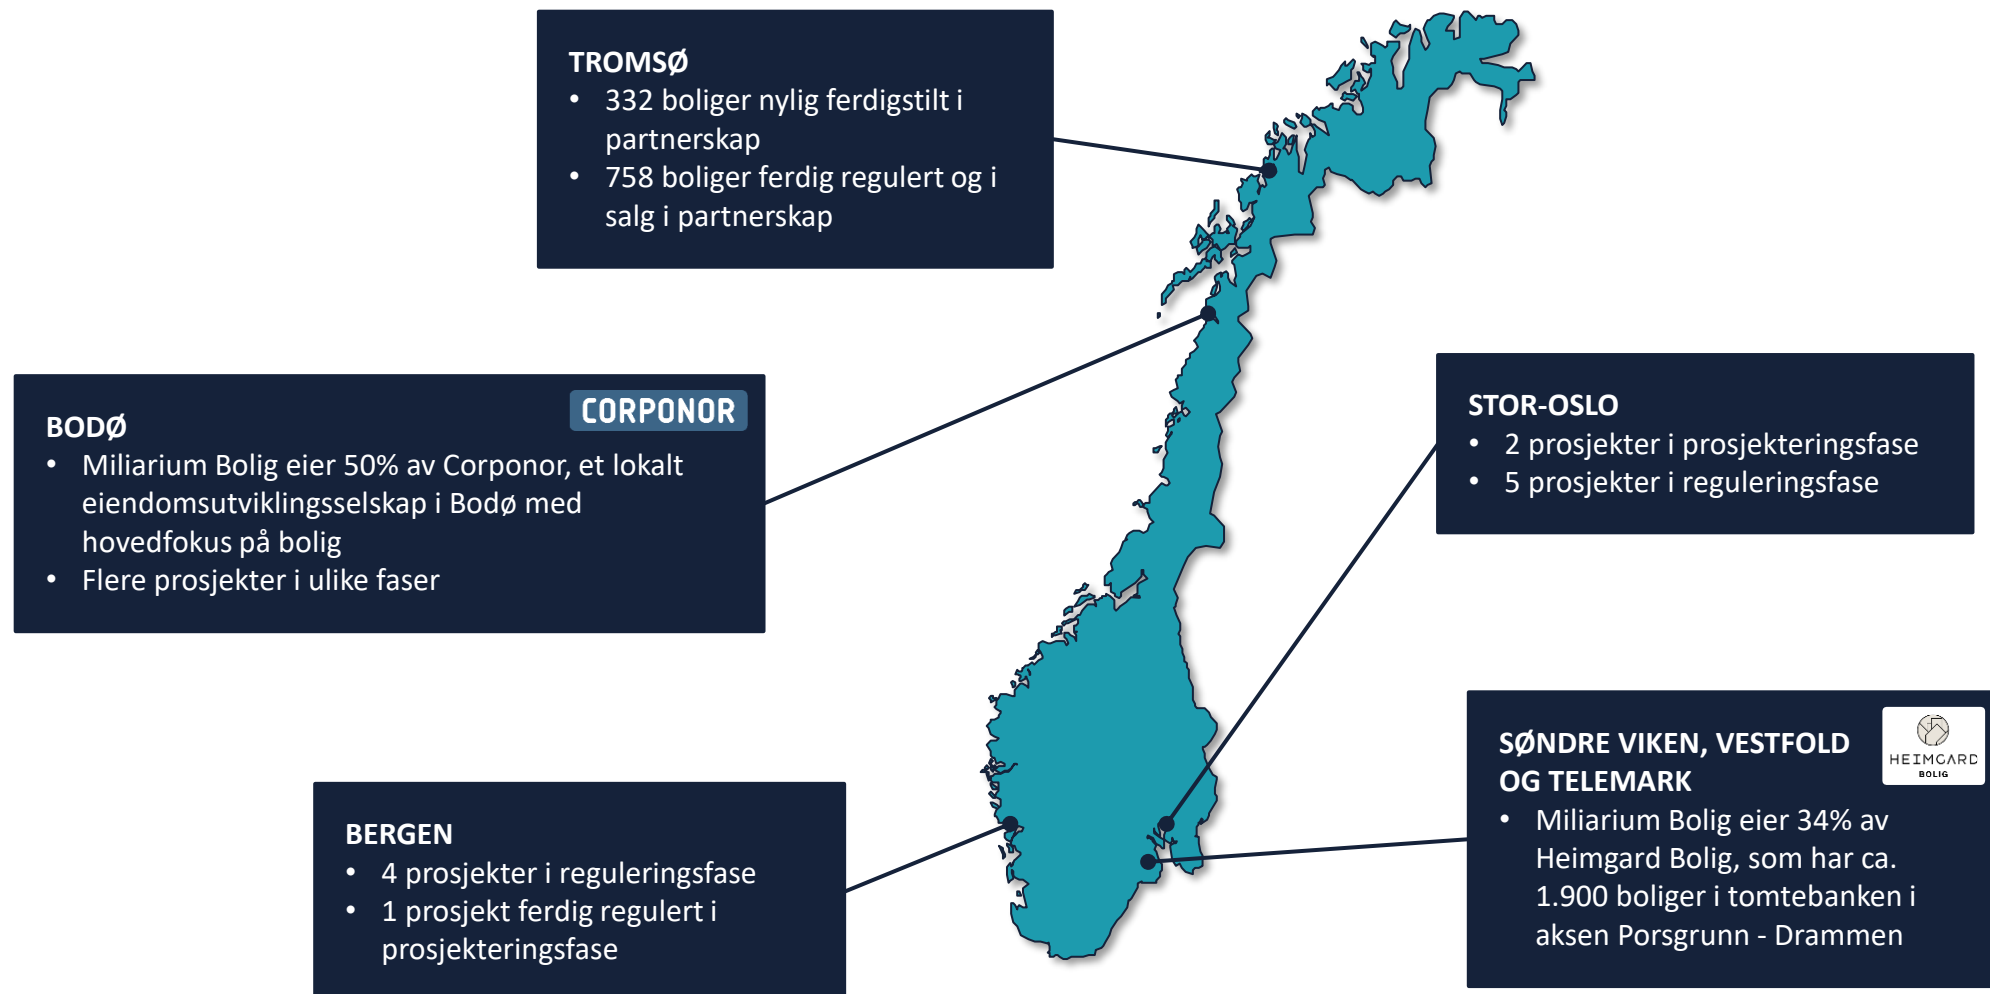 TROMSØ
• 332 boliger nylig ferdigstilt i
partnerskap
• 758 boliger ferdig regulert og i
salg i partnerskap
CORPONOR
BODØ
• Miliarium Bolig eier 50% av Corponor, et lokalt
eiendomsutviklingsselskap i Bodø med
hovedfokus på bolig
• Flere prosjekter i ulike faser
STOR-OSLO
• 2 prosjekter i prosjekteringsfase
• 5 prosjekter i reguleringsfase
SØNDRE VIKEN, VESTFOLD
OG TELEMARK
HEIMGARD
BOLIG
• Miliarium Bolig eier 34% av
Heimgard Bolig, som har ca.
1.900 boliger i tomtebanken i
aksen Porsgrunn - Drammen
BERGEN
• 4 prosjekter i reguleringsfase
• 1 prosjekt ferdig regulert i
prosjekteringsfase